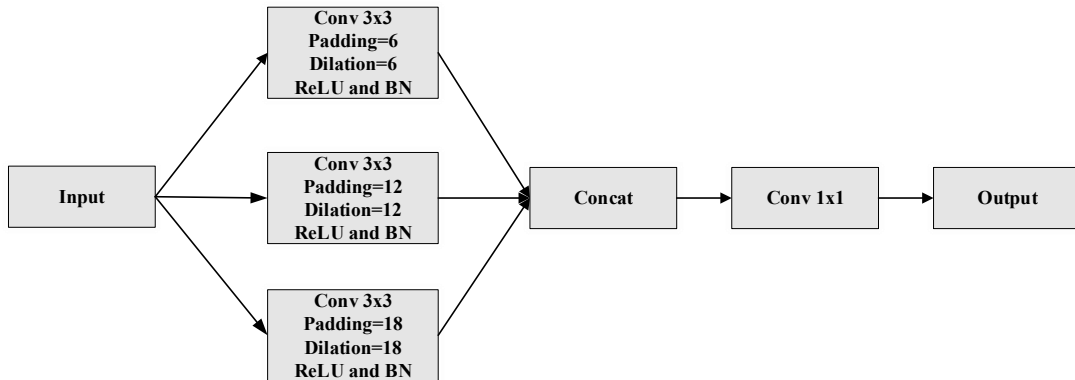 Input
Conv 3x3
Padding=6
Dilation=6
ReLU and BN
Conv 3x3
Padding=12
Dilation=12
ReLU and BN
Conv 3x3
Padding=18
Dilation=18
ReLU and BN
Concat
Conv 1x1
Output